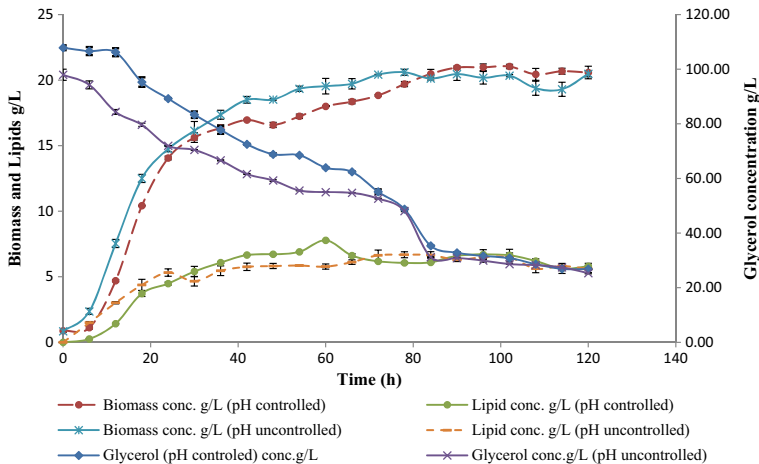 25
20
15
10
5
0
120.00
100.00
80.00
60.00
40.00
20.00
0.00
0 20 40 60 80 100 120 140
Biomass and Lipids g/L
Glycerol concentration g/L
Time (h)
Biomass conc. g/L (pH controlled)
Lipid conc. g/L (pH controlled)
Biomass conc. g/L (pH uncontrolled)
Lipid conc. g/L (pH uncontrolled)
Glycerol (pH controled) conc.g/L
Glycerol conc.g/L (pH uncontrolled)